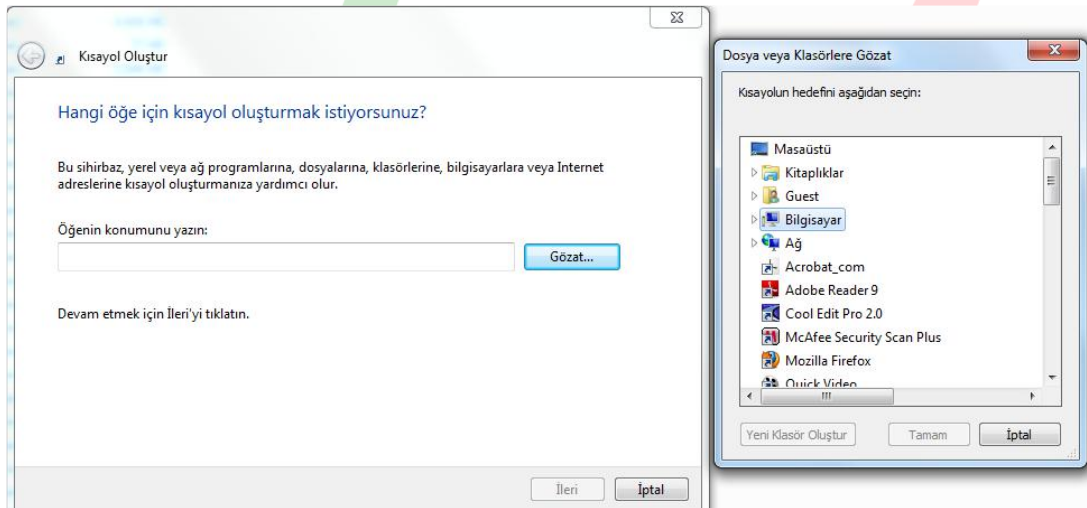 Kısayol Oluştur
Hangi öğe için kısayol oluşturmak istiyorsunuz?
Bu sihirbaz, yerel veya ağ programlarına, dosyalarına, klasörlerine, bilgisayarlara veya Internet
adreslerine kısayol oluşturmanıza yardımcı olur.
Öğenin konumunu yazın:
Gözat...
Devam etmek için İleri'yi tıklatın.
İleri
İptal
Dosya veya Klasörlere Gözat
Kısayolun hedefini aşağıdan seçin:
Masaüstü
Kitaplıklar
Guest
Bilgisayar
Ağ
Acrobat_com
Adobe Reader 9
Cool Edit Pro 2.0
McAfee Security Scan Plus
Mozilla Firefox
Quick Video
Yeni Klasör Oluştur
Tamam
İptal